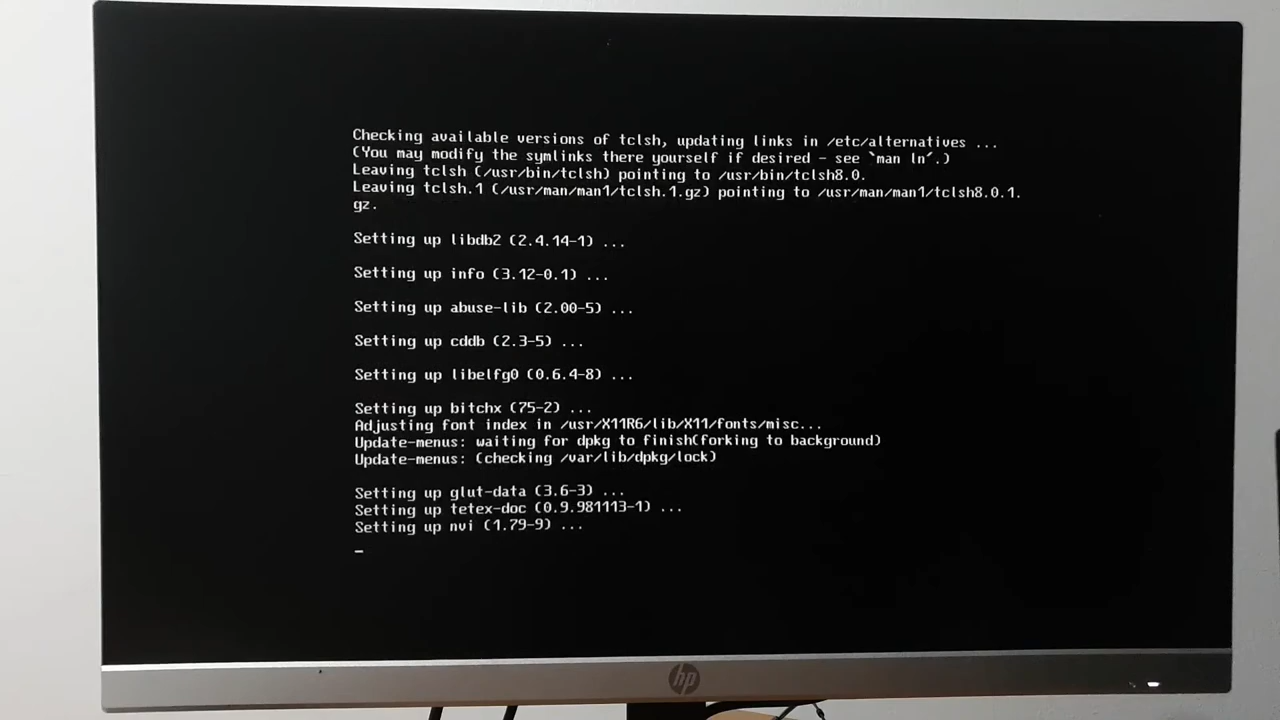 Checking available versions of tclsh, updating links in /etc/alternatives ...
(You may modify the symlinks there yourself if desired - see `man ln'.)
Leaving tclsh (/usr/bin/tclsh) pointing to /usr/bin/tclsh8.0.
Leaving tclsh.1 (/usr/man/man1/tclsh.1.gz) pointing to /usr/man/man1/tclsh8.0.1.
gz.
Setting up libdb2 (2.4.14-1) ...
Setting up info (3.12-0.1) ...
Setting up abuse-lib (2.00-5) ...
Setting up cddb (2.3-5) ...
Setting up libelfg0 (0.6.4-8) ...
Setting up bitchx (75-2) ...
Adjusting font index in /usr/X11R6/lib/X11/fonts/misc...
Update-menus: waiting for dpkg to finish(forking to background)
Update-menus: (checking /var/lib/dpkg/lock)
Setting up glut-data (3.6-3) ...
Setting up tetex-doc (0.9.981113-1) ...
Setting up nvi (1.79-9) ...
hp